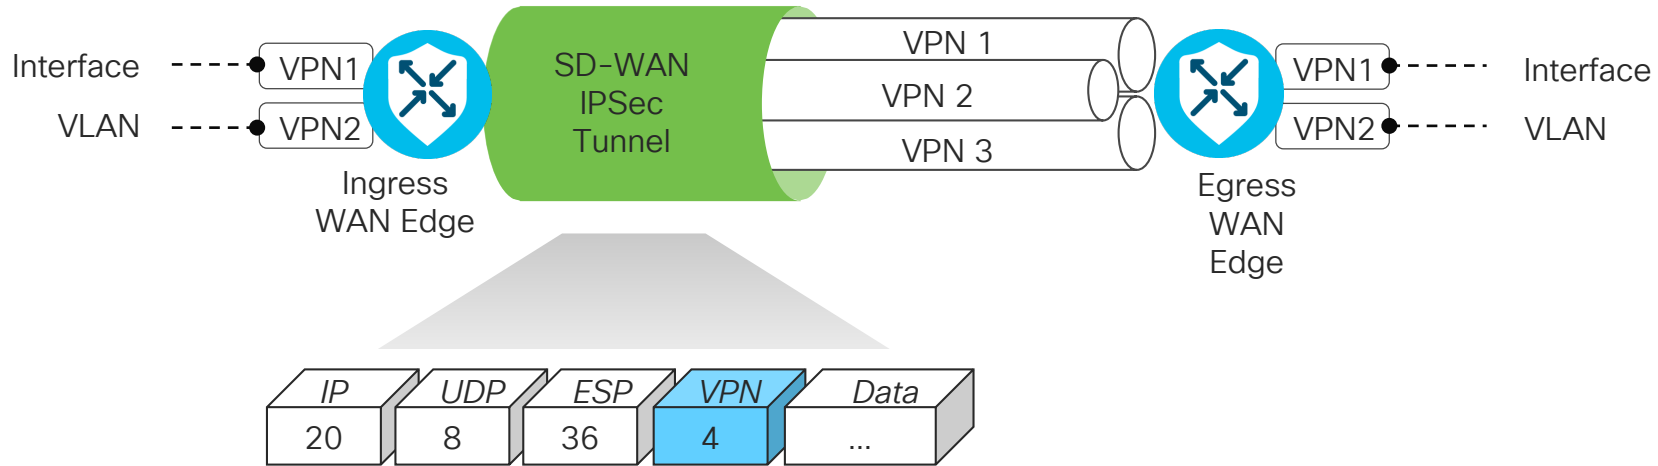 Interface
VPN1
VLAN
VPN2
Ingress
WAN Edge
SD-WAN
IPSec
Tunnel
VPN 1
VPN 2
VPN 3
VPN1
Interface
VPN2
VLAN
Egress
WAN
Edge
IP
UDP
ESP
VPN
Data
20
8
36
4
...